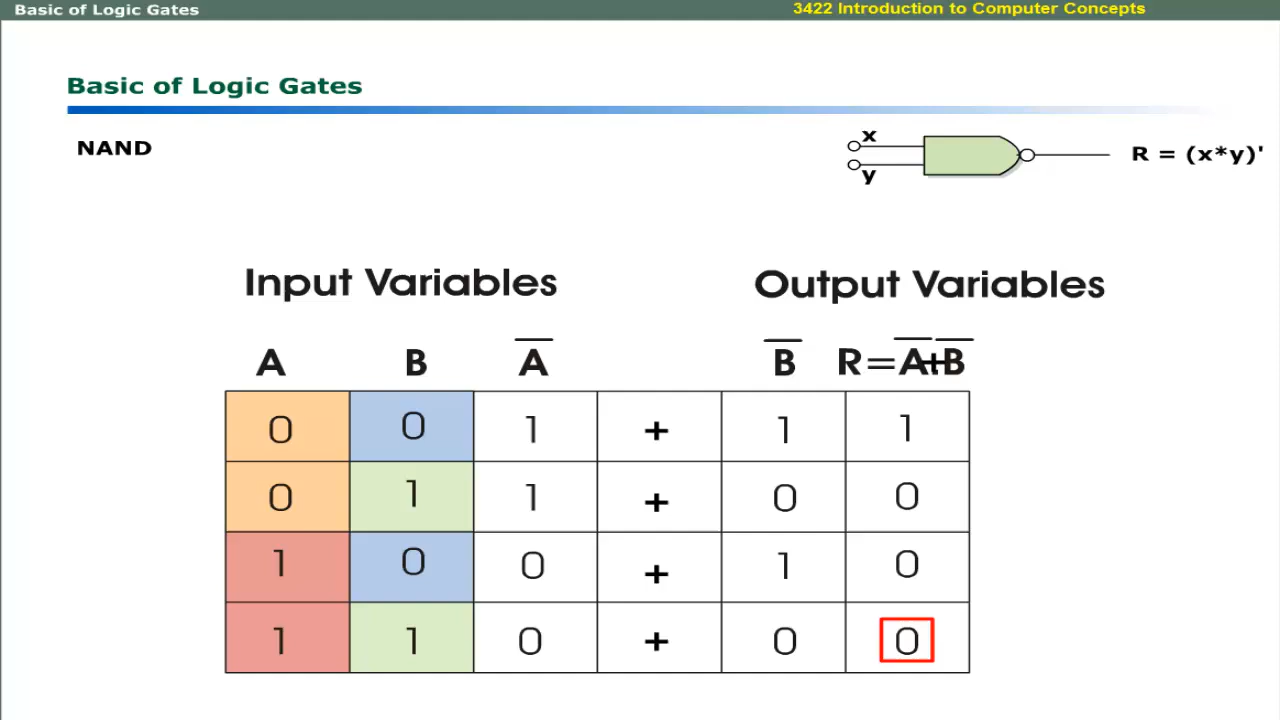 Basic of Logic Gates
3422 Introduction to Computer Concepts
Basic of Logic Gates
NAND
x
y
R = (x*y)'
Input Variables
Output Variables
A B A̅ B̅ R=A̅+B̅
0 0 1 + 1 1
0 1 1 + 0 0
1 0 0 + 1 0
1 1 0 + 0 0